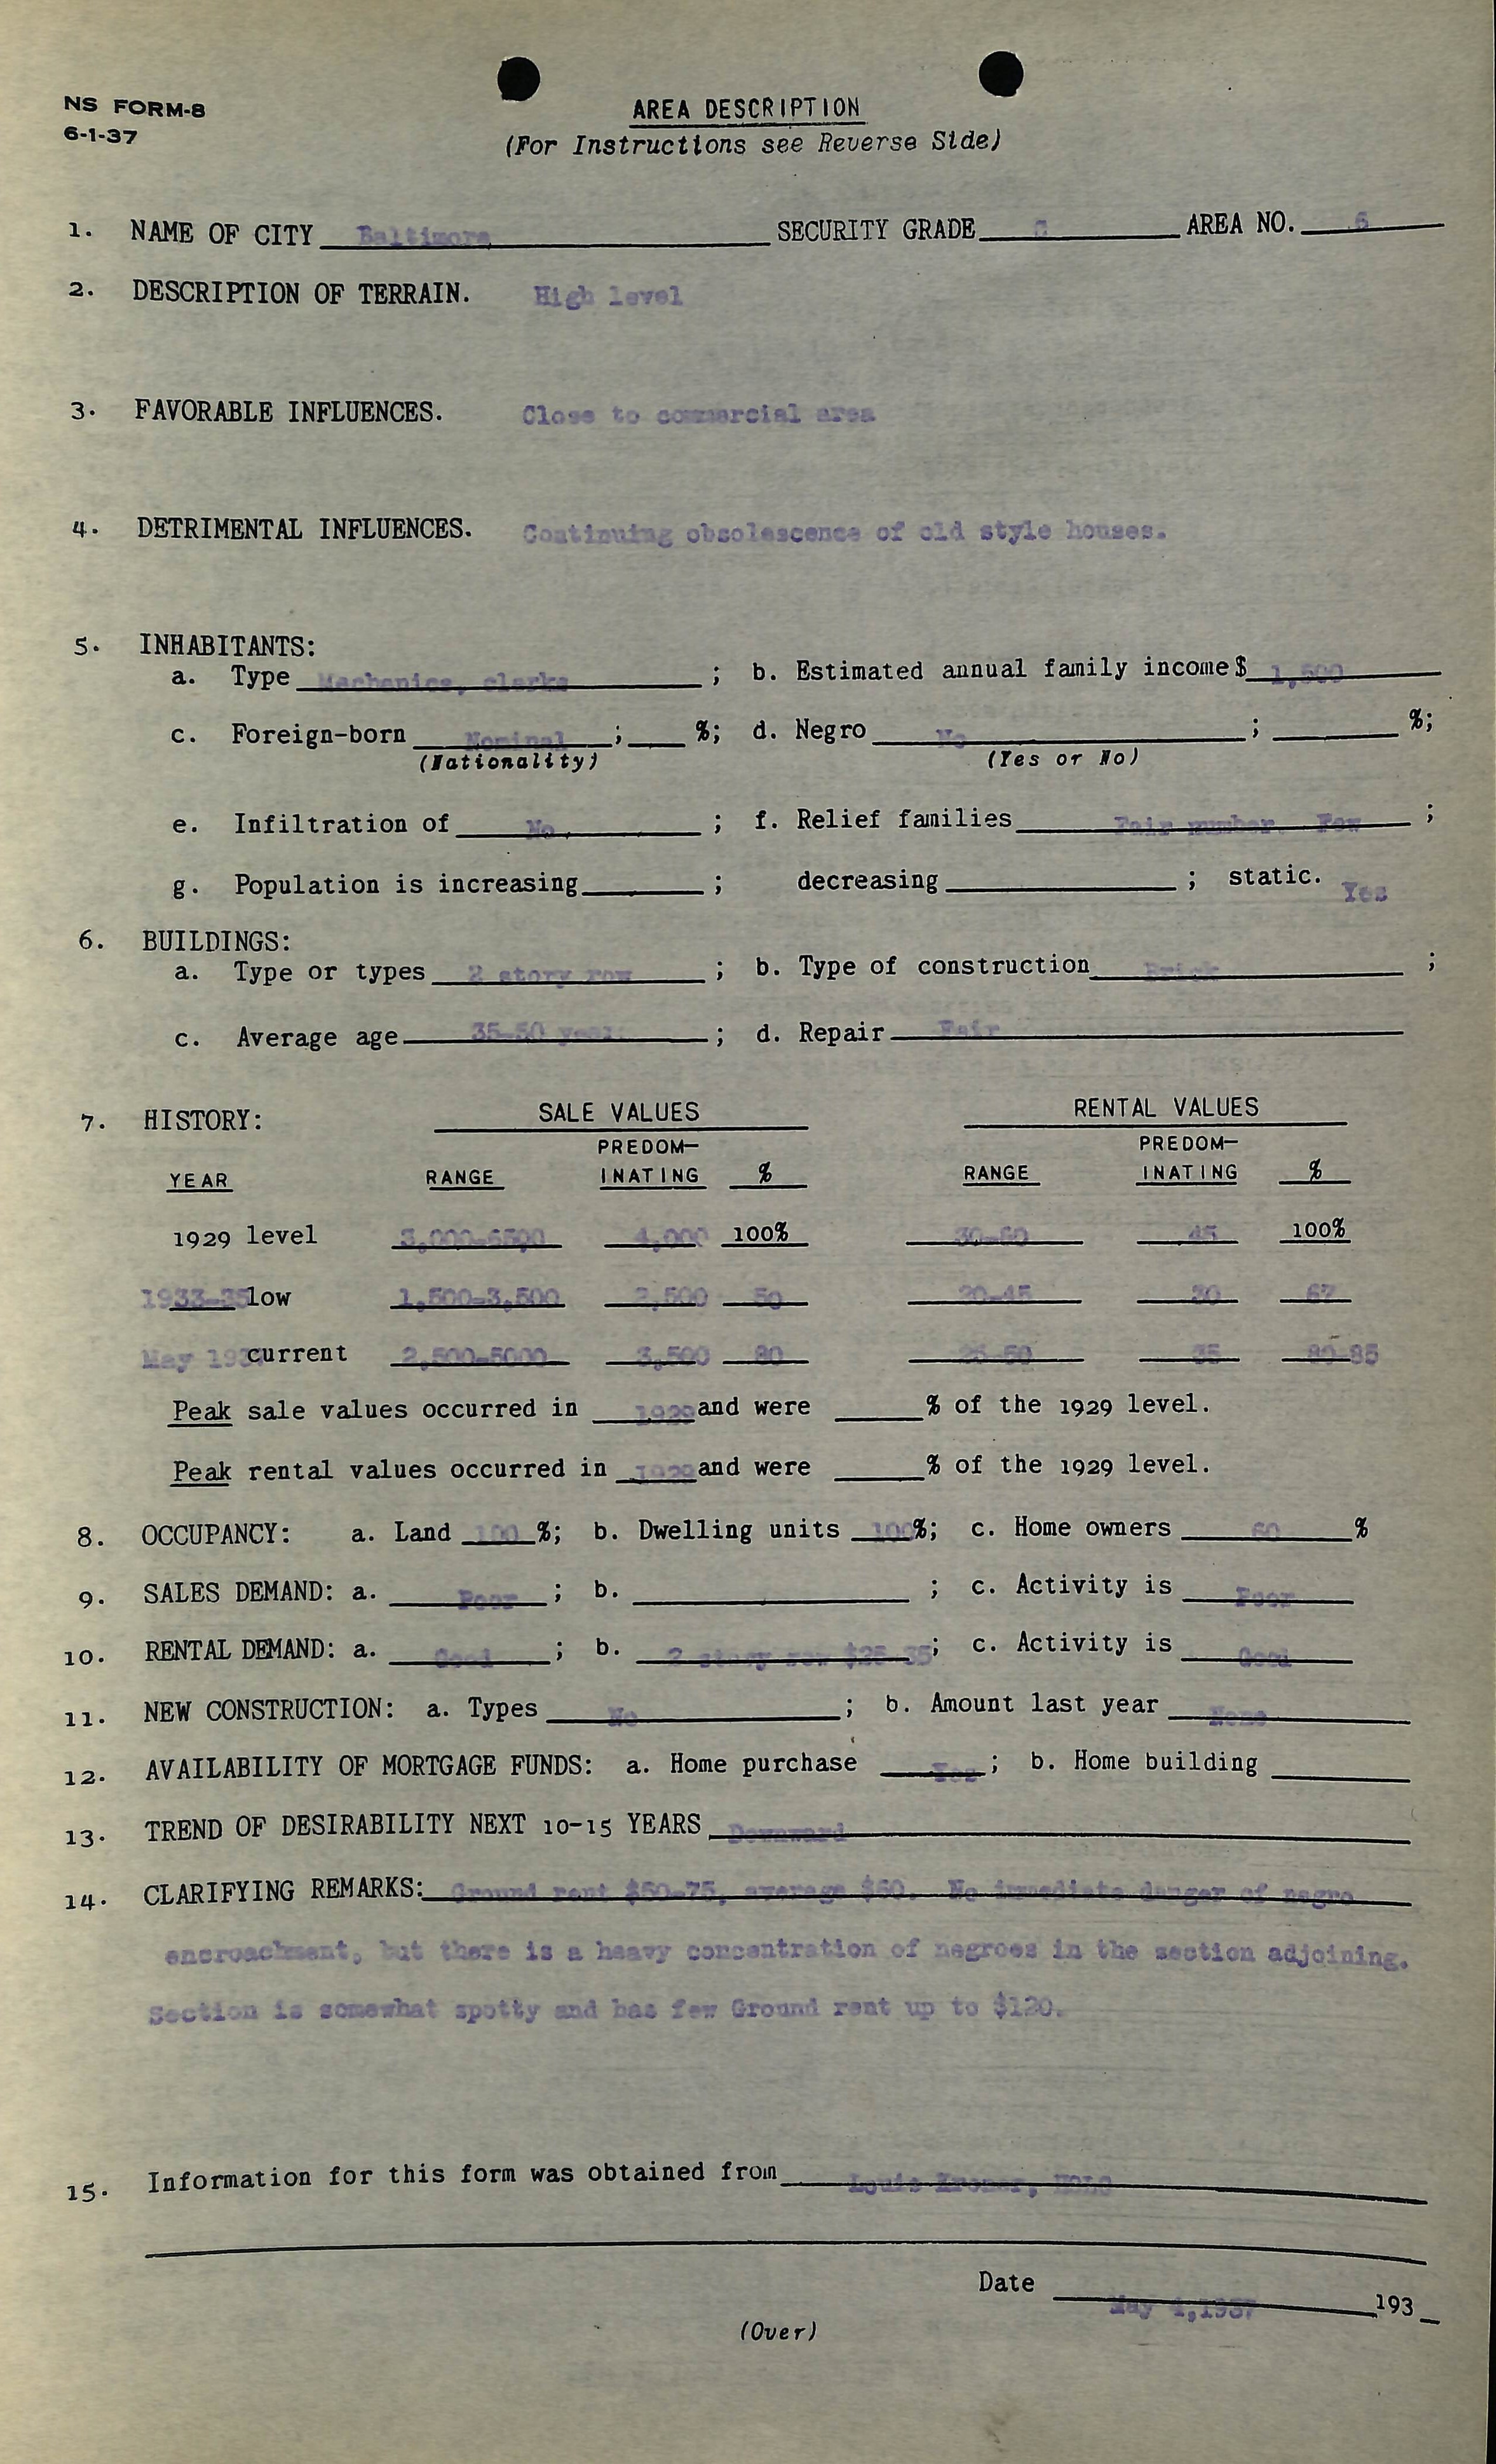 NS FORM-8
6-1-37
AREA DESCRIPTION
(For Instructions see Reverse Side)
1. NAME OF CITY Baltimore SECURITY GRADE AREA NO. 6
2. DESCRIPTION OF TERRAIN. High level
3. FAVORABLE INFLUENCES. Close to commercial area
4. DETRIMENTAL INFLUENCES. Continuing obsolescence of old style houses.
5. INHABITANTS:
a. Type Mechanics, clerks ; b. Estimated annual family income $ 1,500
c. Foreign-born Nominal ; %; d. Negro No ; %;
(Nationality) (Yes or No)
e. Infiltration of No. ; f. Relief families Fair number. Few ;
g. Population is increasing ; decreasing ; static. Yes
6. BUILDINGS:
a. Type or types 2 story row ; b. Type of construction Brick ;
c. Average age 35-50 years ; d. Repair Fair
7. HISTORY: SALE VALUES RENTAL VALUES
PREDOM- PREDOM-
YEAR RANGE INATING % RANGE INATING %
1929 level 3,000-6500 4,000 100% 30-60 45 100%
1933-35 low 1,500-3,500 2,500 50 20-45 30 67
May 1937 current 2,500-5000 3,500 80 25-50 35 80-85
Peak sale values occurred in 1929 and were % of the 1929 level.
Peak rental values occurred in 1929 and were % of the 1929 level.
8. OCCUPANCY: a. Land 100 %; b. Dwelling units 100%; c. Home owners 60 %
9. SALES DEMAND: a. Poor ; b. ; c. Activity is Poor
10. RENTAL DEMAND: a. Good ; b. 2 story row $25-35; c. Activity is Good
11. NEW CONSTRUCTION: a. Types No ; b. Amount last year None
12. AVAILABILITY OF MORTGAGE FUNDS: a. Home purchase Yes ; b. Home building
13. TREND OF DESIRABILITY NEXT 10-15 YEARS Downward
14. CLARIFYING REMARKS: Ground rent $50-75, average $60. No immediate danger of negro
encroachment, but there is a heavy concentration of negroes in the section adjoining.
Section is somewhat spotty and has few Ground rent up to $120.
15. Information for this form was obtained from Louis Kromer, HOLC
Date May 4,1937 193_
(Over)